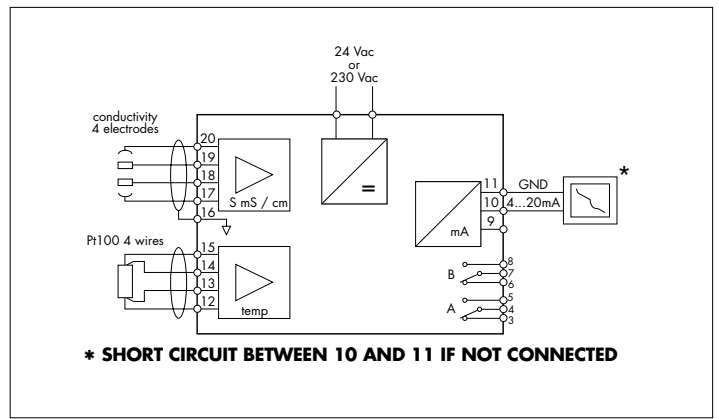 24 Vac
or
230 Vac
conductivity
4 electrodes
20
19
18
17
S mS / cm
16
=
11 GND
*
10 4...20mA
9
mA
Pt100 4 wires
15
14
13
12
temp
8
B 7
6
5
A 4
3
* SHORT CIRCUIT BETWEEN 10 AND 11 IF NOT CONNECTED